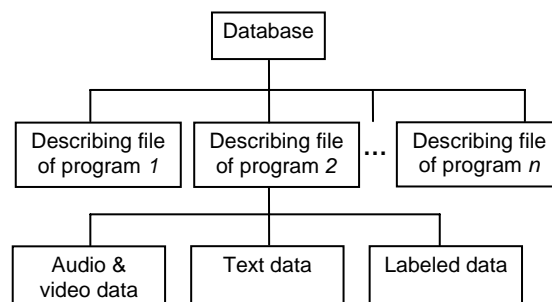 Database
Describing file
of program 1
Describing file
of program 2
...
Describing file
of program n
Audio &
video data
Text data
Labeled data